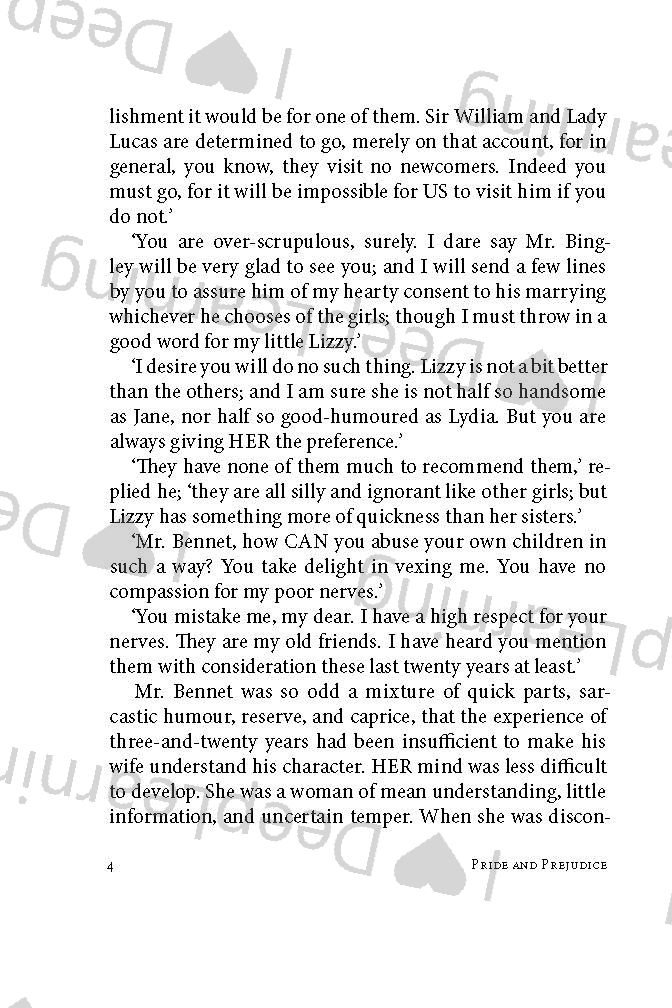 lishment it would be for one of them. Sir William and Lady
Lucas are determined to go, merely on that account, for in
general, you know, they visit no newcomers. Indeed you
must go, for it will be impossible for US to visit him if you
do not.’
‘You are over-scrupulous, surely. I dare say Mr. Bing-
ley will be very glad to see you; and I will send a few lines
by you to assure him of my hearty consent to his marrying
whichever he chooses of the girls; though I must throw in a
good word for my little Lizzy.’
‘I desire you will do no such thing. Lizzy is not a bit better
than the others; and I am sure she is not half so handsome
as Jane, nor half so good-humoured as Lydia. But you are
always giving HER the preference.’
‘They have none of them much to recommend them,’ re-
plied he; ‘they are all silly and ignorant like other girls; but
Lizzy has something more of quickness than her sisters.’
‘Mr. Bennet, how CAN you abuse your own children in
such a way? You take delight in vexing me. You have no
compassion for my poor nerves.’
‘You mistake me, my dear. I have a high respect for your
nerves. They are my old friends. I have heard you mention
them with consideration these last twenty years at least.’
Mr. Bennet was so odd a mixture of quick parts, sar-
castic humour, reserve, and caprice, that the experience of
three-and-twenty years had been insufficient to make his
wife understand his character. HER mind was less difficult
to develop. She was a woman of mean understanding, little
information, and uncertain temper. When she was discon-
4 Pride and Prejudice
I ♥ DeepLearning
I ♥ DeepLearning
I ♥ DeepLearning